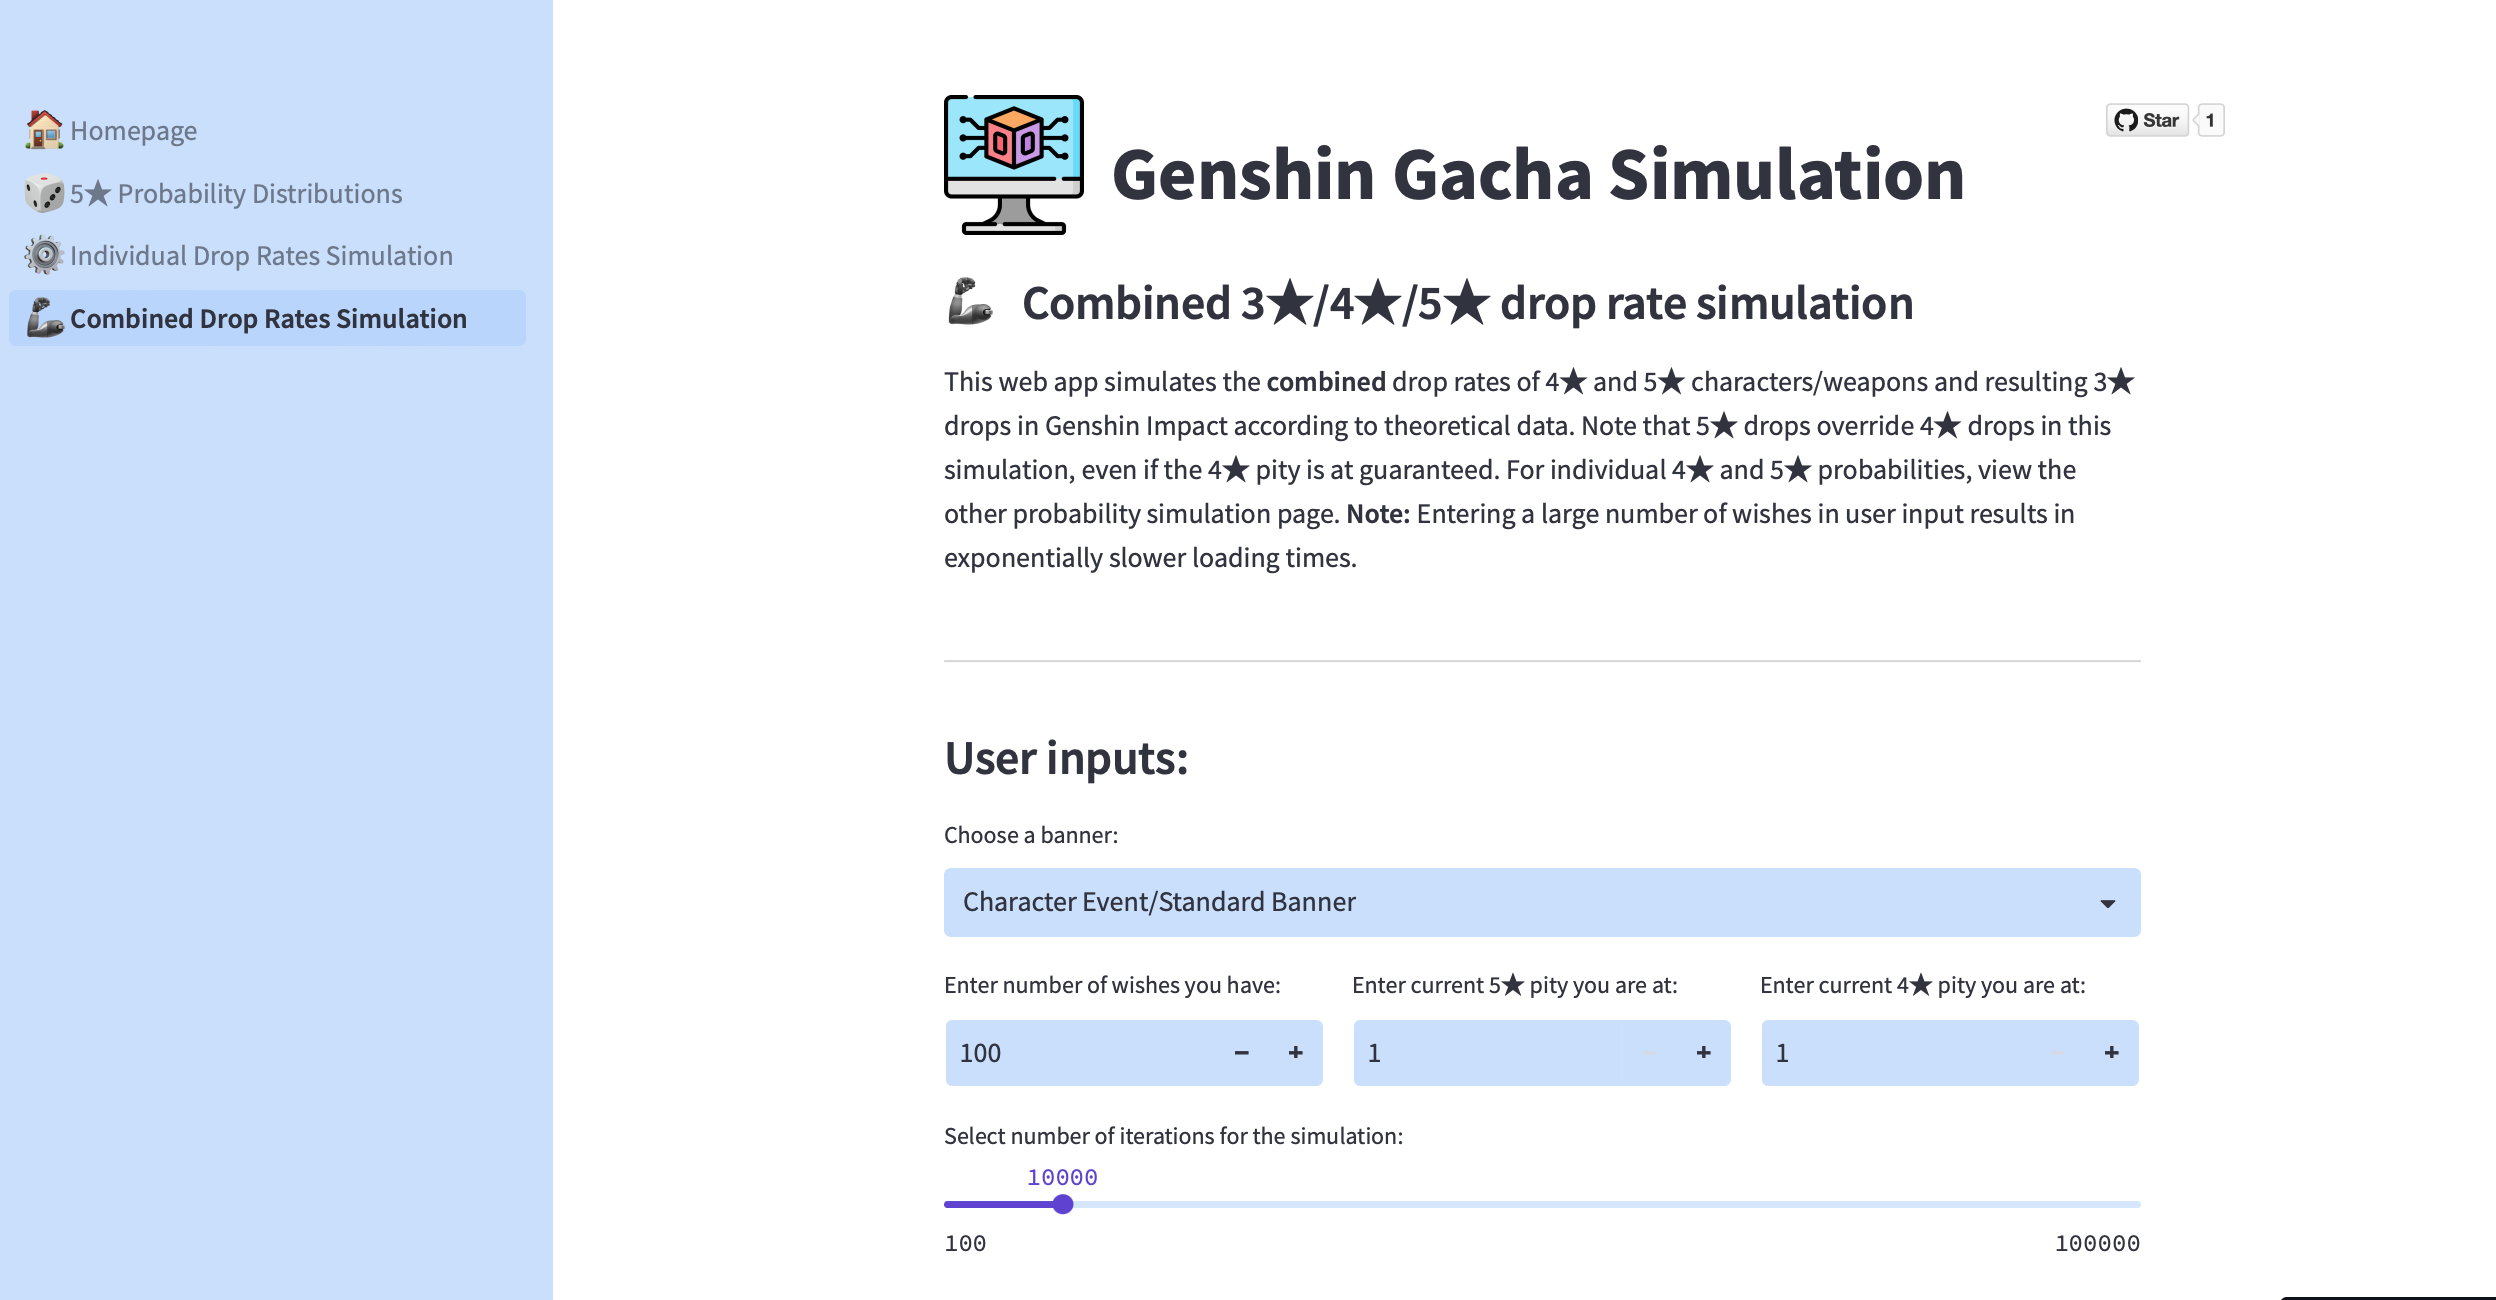 Homepage
5★ Probability Distributions
Individual Drop Rates Simulation
Combined Drop Rates Simulation
Star
1
Genshin Gacha Simulation
Combined 3★/4★/5★ drop rate simulation
This web app simulates the combined drop rates of 4★ and 5★ characters/weapons and resulting 3★
drops in Genshin Impact according to theoretical data. Note that 5★ drops override 4★ drops in this
simulation, even if the 4★ pity is at guaranteed. For individual 4★ and 5★ probabilities, view the
other probability simulation page. Note: Entering a large number of wishes in user input results in
exponentially slower loading times.
User inputs:
Choose a banner:
Character Event/Standard Banner
Enter number of wishes you have:
100
Enter current 5★ pity you are at:
1
Enter current 4★ pity you are at:
1
Select number of iterations for the simulation:
10000
100
100000